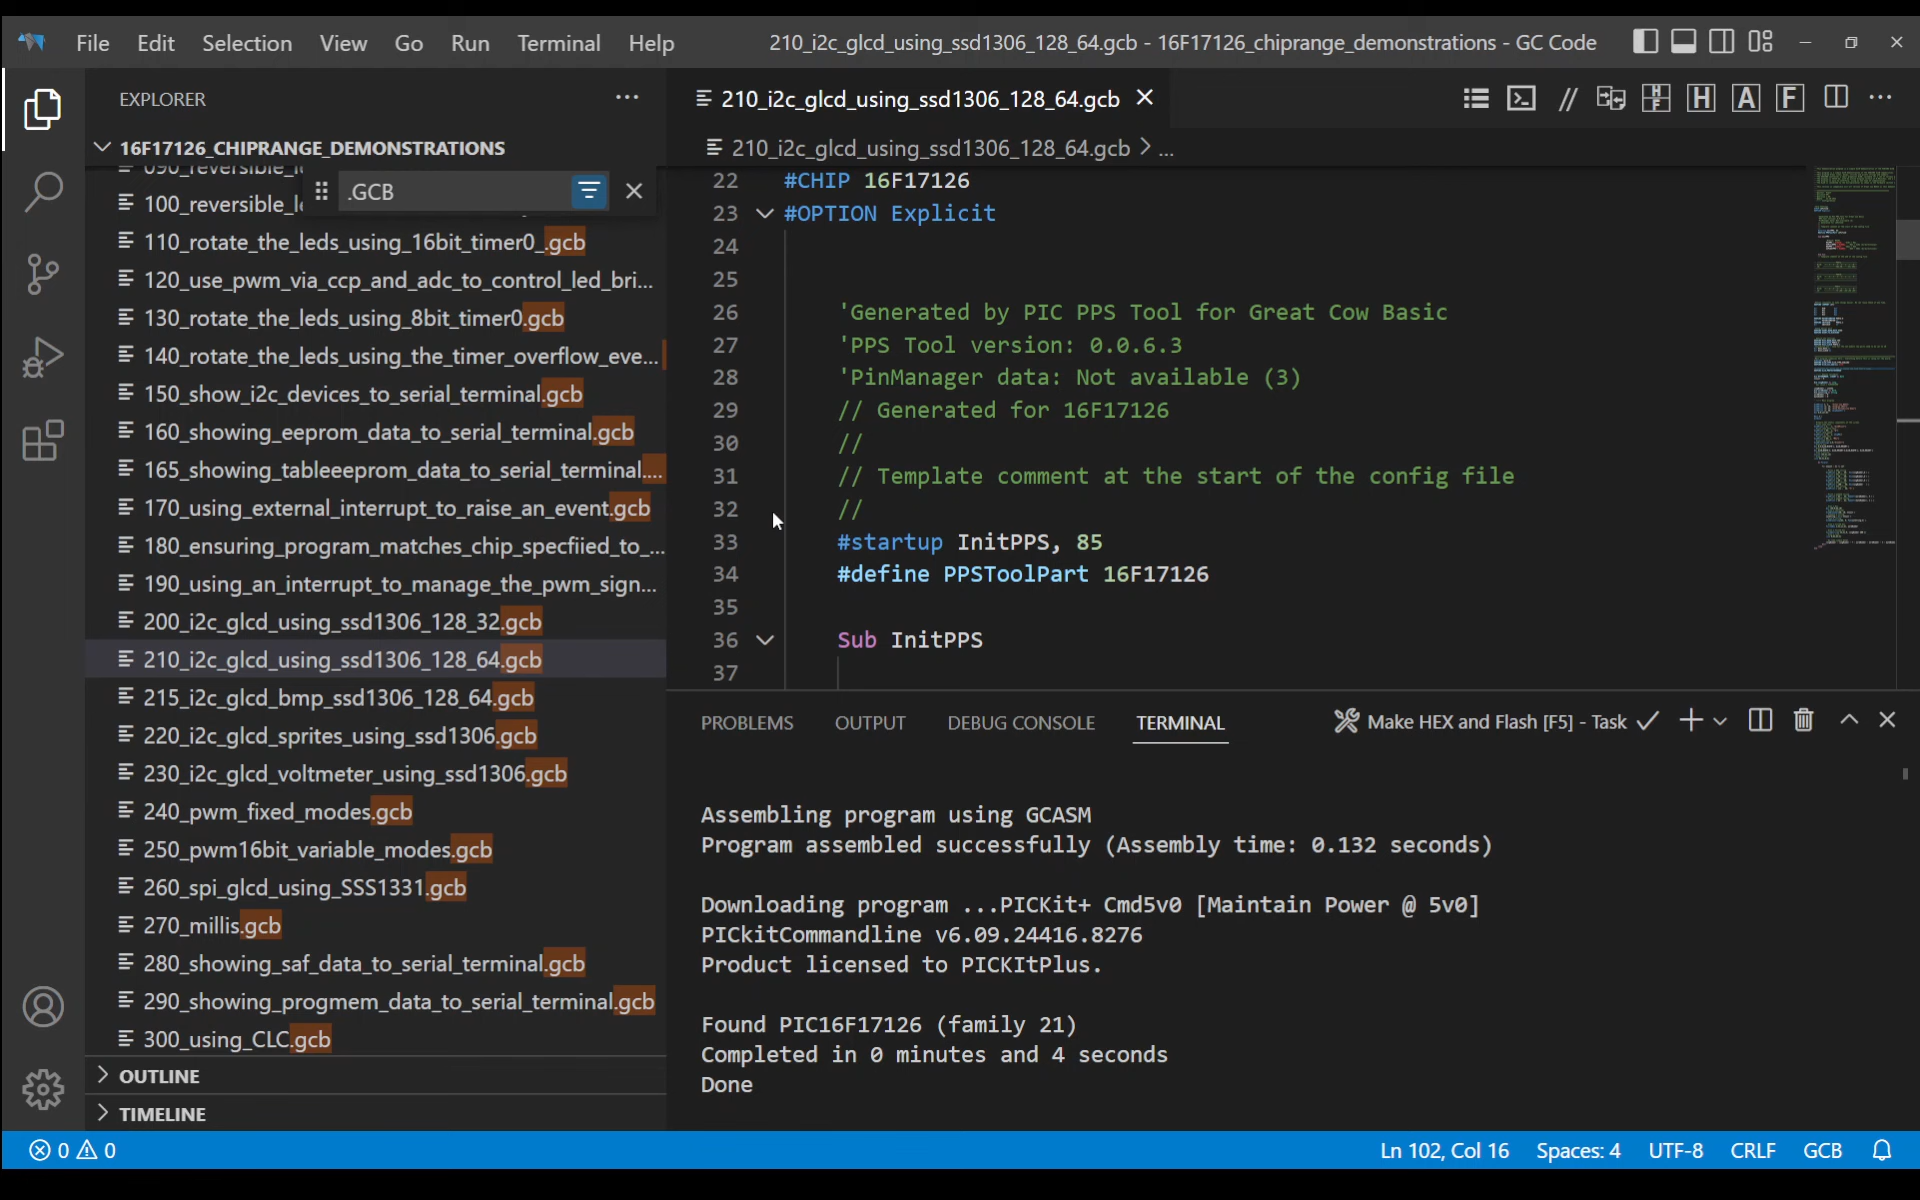 File Edit Selection View Go Run Terminal Help
210_i2c_glcd_using_ssd1306_128_64.gcb - 16F17126_chiprange_demonstrations - GC Code
EXPLORER
16F17126_CHIPRANGE_DEMONSTRATIONS
.GCB
100_reversible_l
110_rotate_the_leds_using_16bit_timer0_.gcb
120_use_pwm_via_ccp_and_adc_to_control_led_bri...
130_rotate_the_leds_using_8bit_timer0.gcb
140_rotate_the_leds_using_the_timer_overflow_eve...
150_show_i2c_devices_to_serial_terminal.gcb
160_showing_eeprom_data_to_serial_terminal.gcb
165_showing_tableeeprom_data_to_serial_terminal....
170_using_external_interrupt_to_raise_an_event.gcb
180_ensuring_program_matches_chip_specfiied_to_...
190_using_an_interrupt_to_manage_the_pwm_sign...
200_i2c_glcd_using_ssd1306_128_32.gcb
210_i2c_glcd_using_ssd1306_128_64.gcb
215_i2c_glcd_bmp_ssd1306_128_64.gcb
220_i2c_glcd_sprites_using_ssd1306.gcb
230_i2c_glcd_voltmeter_using_ssd1306.gcb
240_pwm_fixed_modes.gcb
250_pwm16bit_variable_modes.gcb
260_spi_glcd_using_SSS1331.gcb
270_millis.gcb
280_showing_saf_data_to_serial_terminal.gcb
290_showing_progmem_data_to_serial_terminal.gcb
300_using_CLC.gcb
OUTLINE
TIMELINE
210_i2c_glcd_using_ssd1306_128_64.gcb
// H F H A F ...
210_i2c_glcd_using_ssd1306_128_64.gcb > ...
22 #CHIP 16F17126
23 #OPTION Explicit
24
25
26 'Generated by PIC PPS Tool for Great Cow Basic
27 'PPS Tool version: 0.0.6.3
28 'PinManager data: Not available (3)
29 // Generated for 16F17126
30 //
31 // Template comment at the start of the config file
32 //
33 #startup InitPPS, 85
34 #define PPSToolPart 16F17126
35
36 Sub InitPPS
37
PROBLEMS OUTPUT DEBUG CONSOLE TERMINAL
Make HEX and Flash [F5] - Task
Assembling program using GCASM
Program assembled successfully (Assembly time: 0.132 seconds)
Downloading program ...PICKit+ Cmd5v0 [Maintain Power @ 5v0]
PICkitCommandline v6.09.24416.8276
Product licensed to PICKItPlus.
Found PIC16F17126 (family 21)
Completed in 0 minutes and 4 seconds
Done
0 0
Ln 102, Col 16 Spaces: 4 UTF-8 CRLF GCB